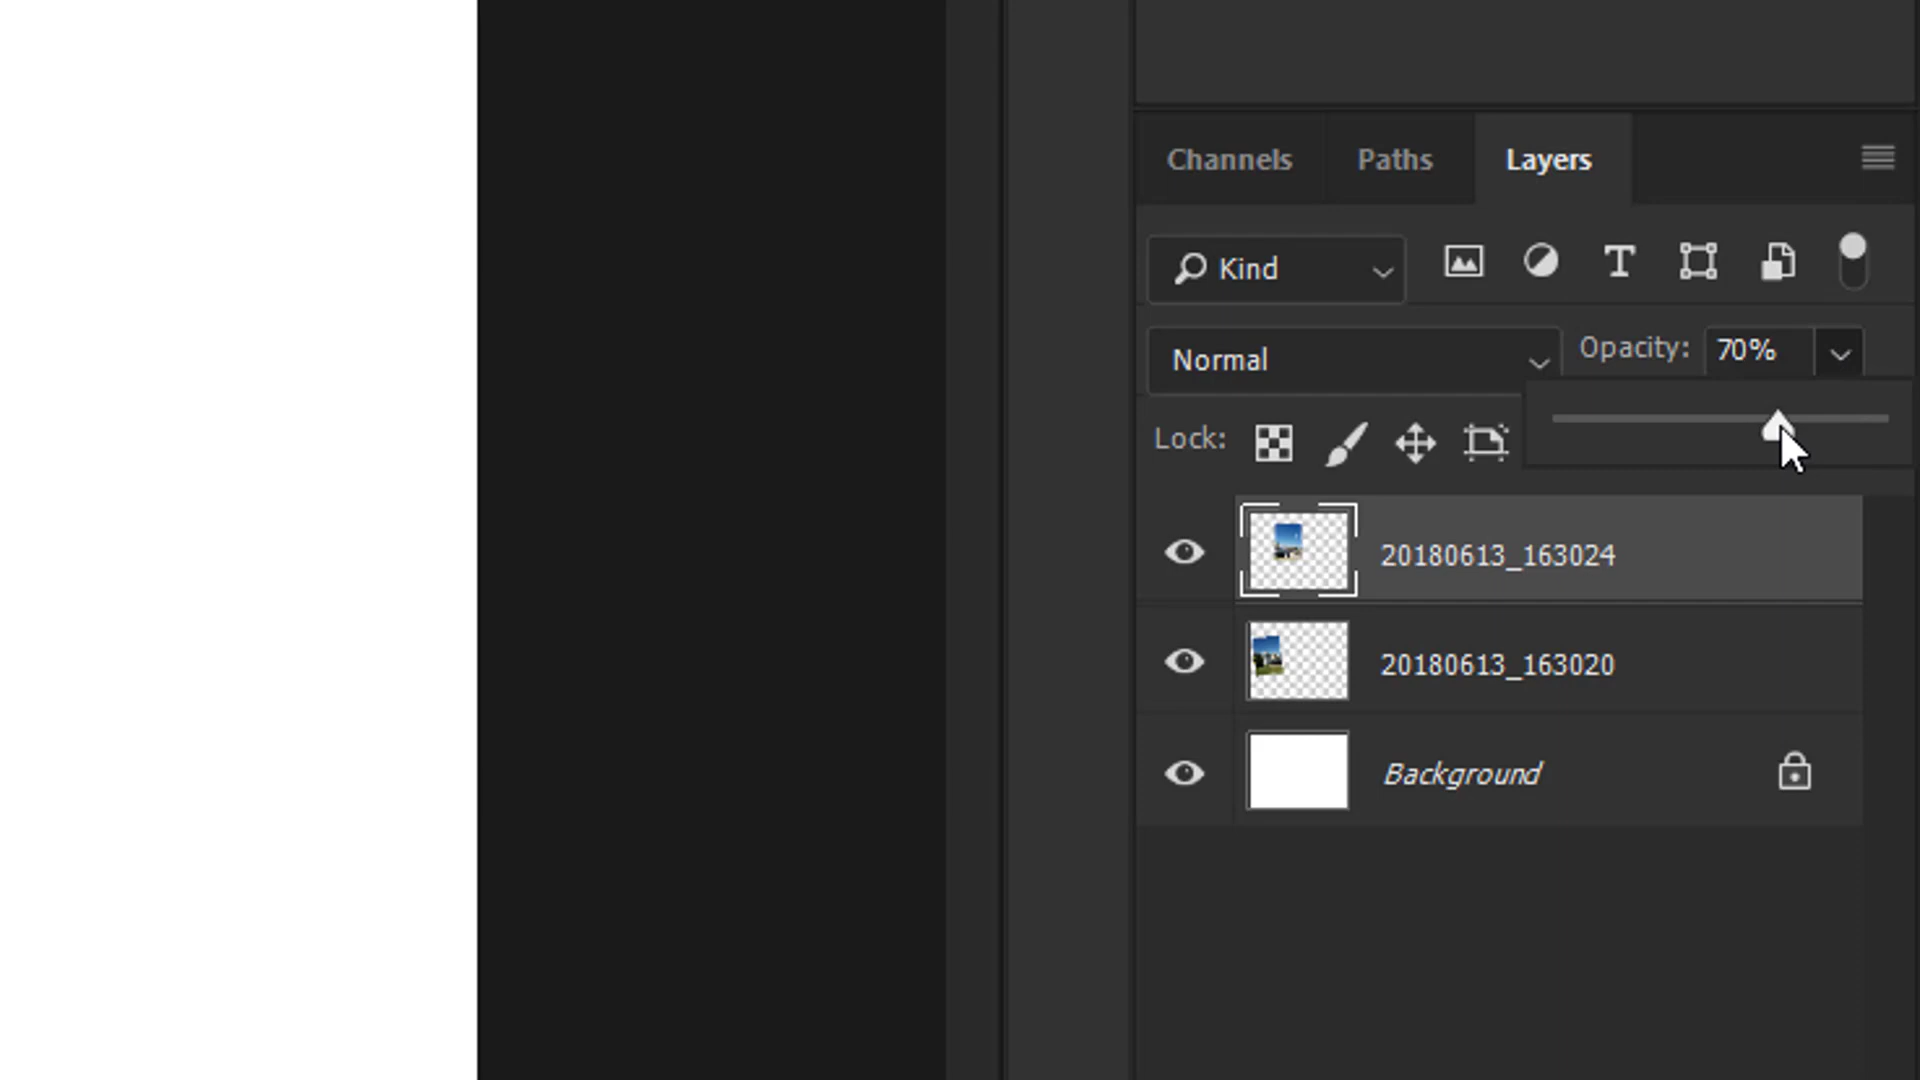 Channels Paths Layers
Kind
Normal Opacity: 70%
Lock:
20180613_163024
20180613_163020
Background